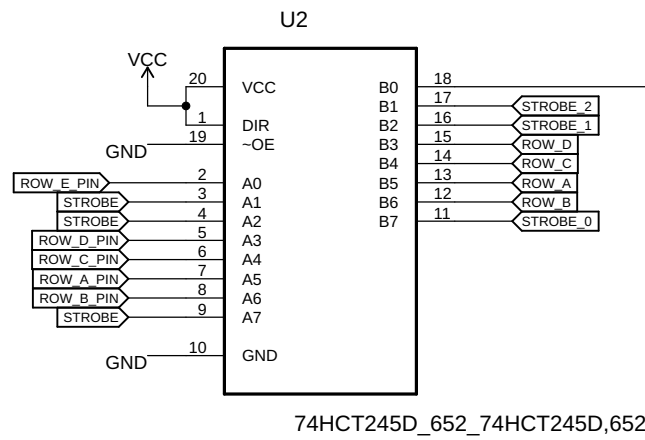 U2
VCC
20 VCC B0 18
B1 17 STROBE_2
1 DIR B2 16 STROBE_1
GND 19 ~OE B3 15 ROW_D
B4 14 ROW_C
ROW_E_PIN 2 A0 B5 13 ROW_A
STROBE 3 A1 B6 12 ROW_B
STROBE 4 A2 B7 11 STROBE_0
ROW_D_PIN 5 A3
ROW_C_PIN 6 A4
ROW_A_PIN 7 A5
ROW_B_PIN 8 A6
STROBE 9 A7
GND 10 GND
74HCT245D_652_74HCT245D,652